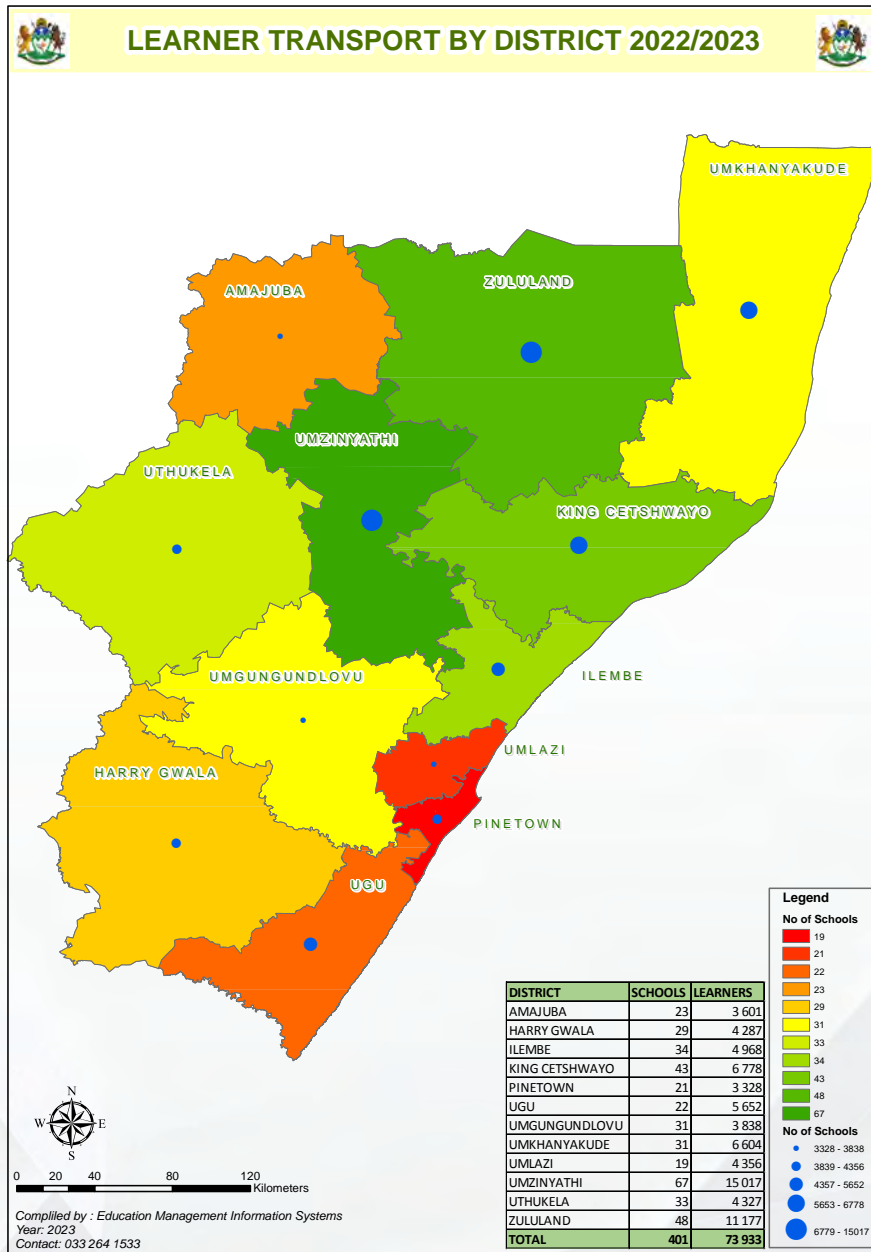 LEARNER TRANSPORT BY DISTRICT 2022/2023
UMKHANYAKUDE
ZULULAND
AMAJUBA
UMZINYATHI
UTHUKELA
KING CETSHWAYO
ILEMBE
UMGUNGUNDLOVU
UMLAZI
HARRY GWALA
PINETOWN
UGU
Legend
No of Schools
19
21
22
23
29
31
33
34
43
48
67
No of Schools
3328 - 3838
3839 - 4356
4357 - 5652
5653 - 6778
6779 - 15017
DISTRICT SCHOOLS LEARNERS
AMAJUBA 23 3 601
HARRY GWALA 29 4 287
ILEMBE 34 4 968
KING CETSHWAYO 43 6 778
PINETOWN 21 3 328
UGU 22 5 652
UMGUNGUNDLOVU 31 3 838
UMKHANYAKUDE 31 6 604
UMLAZI 19 4 356
UMZINYATHI 67 15 017
UTHUKELA 33 4 327
ZULULAND 48 11 177
TOTAL 401 73 933
N
W E
S
0 20 40 80 120
Kilometers
Compliled by : Education Management Information Systems
Year: 2023
Contact: 033 264 1533